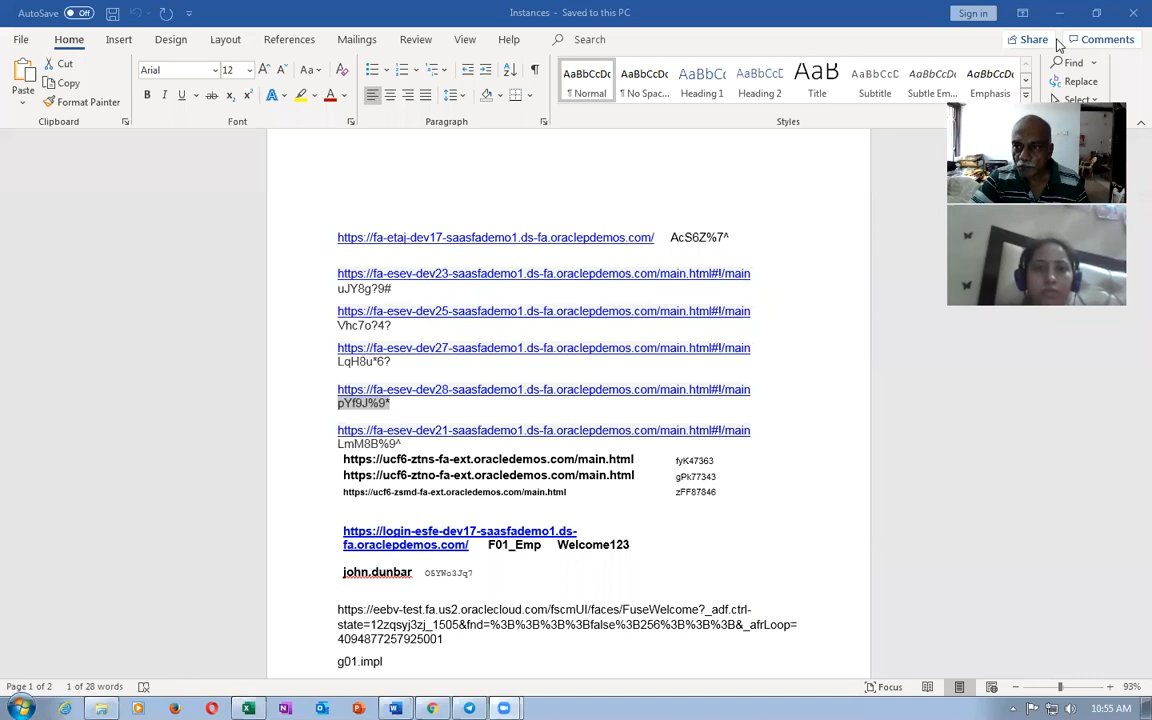 AutoSave Off Instances - Saved to this PC Sign in
File Home Insert Design Layout References Mailings Review View Help Search Share Comments
Cut
Copy
Format Painter
Paste
Clipboard
Arial 12
Font
Paragraph
AaBbCcDc AaBbCcDc AaBbCc AaBbCcD AaB AaBbCcD AaBbCcDc AaBbCcDc
¶ Normal ¶ No Spac... Heading 1 Heading 2 Title Subtitle Subtle Em... Emphasis
Styles
Find
Replace
Select
https://fa-etaj-dev17-saasfademo1.ds-fa.oraclepdemos.com/ AcS6Z%7^
https://fa-esev-dev23-saasfademo1.ds-fa.oraclepdemos.com/main.html#!/main
uJY8g?9#
https://fa-esev-dev25-saasfademo1.ds-fa.oraclepdemos.com/main.html#!/main
Vhc7o?4?
https://fa-esev-dev27-saasfademo1.ds-fa.oraclepdemos.com/main.html#!/main
LqH8u*6?
https://fa-esev-dev28-saasfademo1.ds-fa.oraclepdemos.com/main.html#!/main
pYf9J%9*
https://fa-esev-dev21-saasfademo1.ds-fa.oraclepdemos.com/main.html#!/main
LmM8B%9^
https://ucf6-ztns-fa-ext.oracledemos.com/main.html fyK47363
https://ucf6-ztno-fa-ext.oracledemos.com/main.html gPk77343
https://ucf6-zsmd-fa-ext.oracledemos.com/main.html zFF87846
https://login-esfe-dev17-saasfademo1.ds-
fa.oraclepdemos.com/ F01_Emp Welcome123
john.dunbar
https://eebv-test.fa.us2.oraclecloud.com/fscmUI/faces/FuseWelcome?_adf.ctrl-
state=12zqsyj3zj_1505&fnd=%3B%3B%3B%3Bfalse%3B256%3B%3B%3B&_afrLoop=
4094877257925001
g01.impl
Page 1 of 2 1 of 28 words Focus 93%
10:55 AM